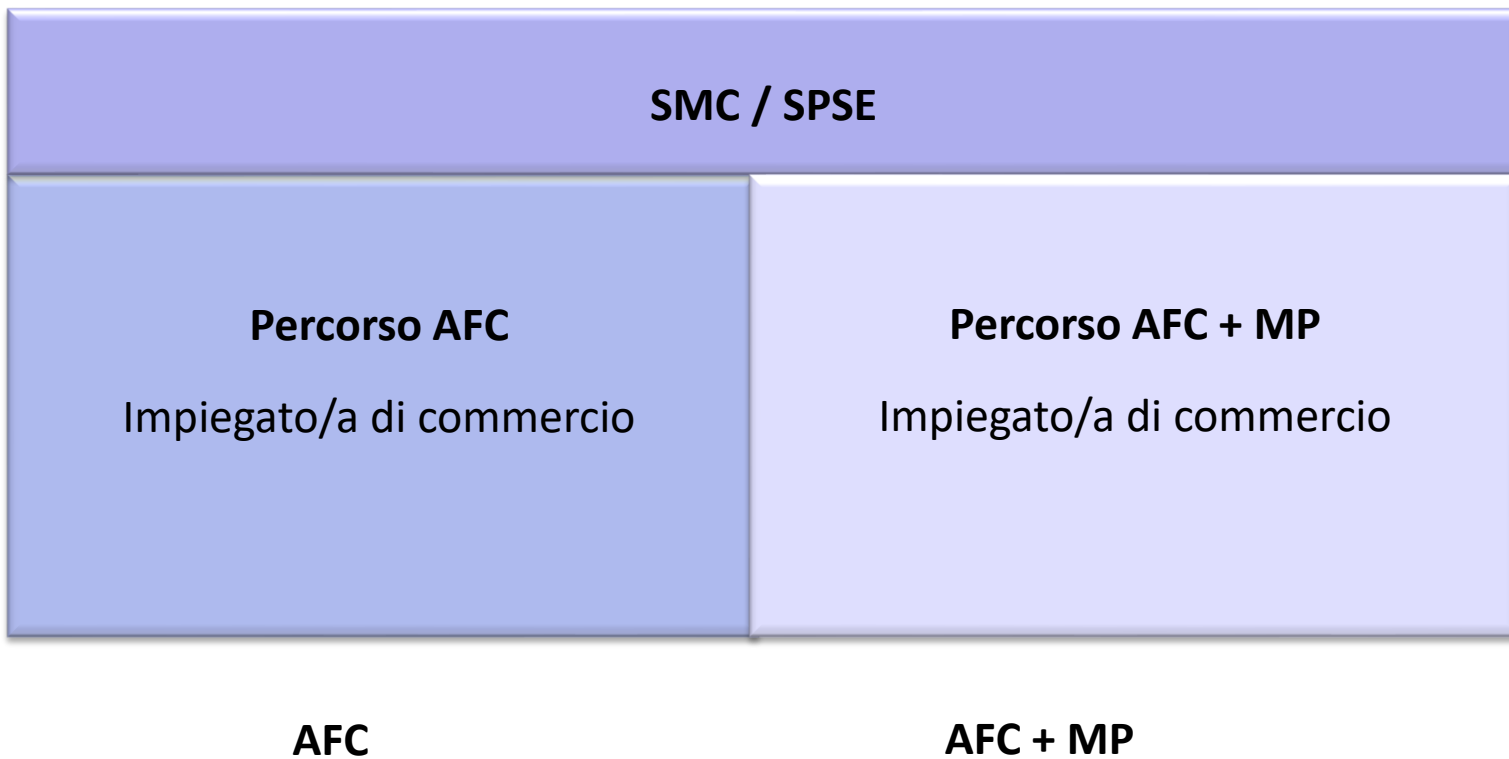 SMC / SPSE
Percorso AFC
Impiegato/a di commercio
Percorso AFC + MP
Impiegato/a di commercio
AFC
AFC + MP